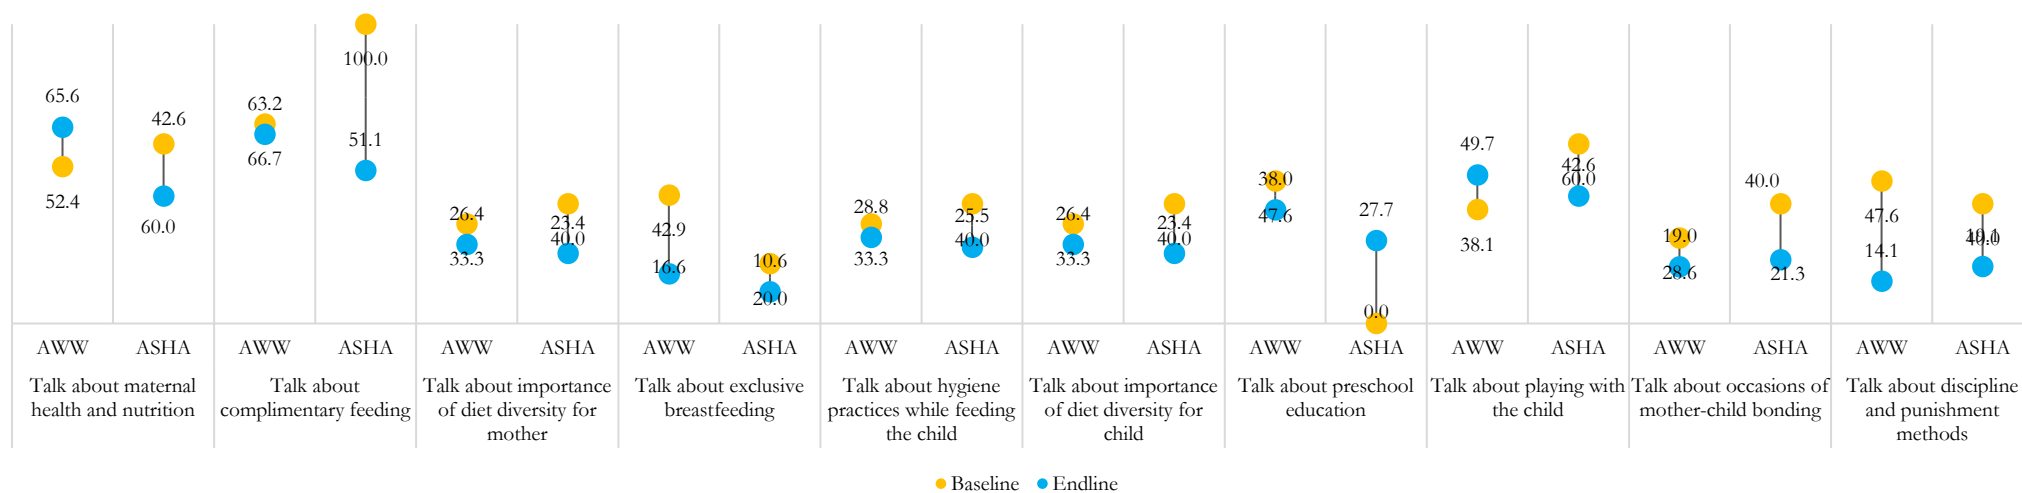 100.0
65.6
63.2
42.6
51.1
49.7
66.7
42.6
38.0
60.0
40.0
52.4
27.7
47.6
60.0
26.4
23.4
42.9
28.8
25.5
26.4
23.4
47.6
38.1
19.0
19.1
40.0
33.3
40.0
16.6
10.6
33.3
40.0
33.3
40.0
28.6
21.3
14.1
20.0
0.0
AWW ASHA AWW ASHA AWW ASHA AWW ASHA AWW ASHA AWW ASHA AWW ASHA AWW ASHA AWW ASHA AWW ASHA
Talk about maternal
health and nutrition
Talk about
complimentary feeding
Talk about importance
of diet diversity for
mother
Talk about exclusive
breastfeeding
Talk about hygiene
practices while feeding
the child
Talk about importance
of diet diversity for
child
Talk about preschool
education
Talk about playing with
the child
Talk about occasions of
mother-child bonding
Talk about discipline
and punishment
methods
Baseline Endline